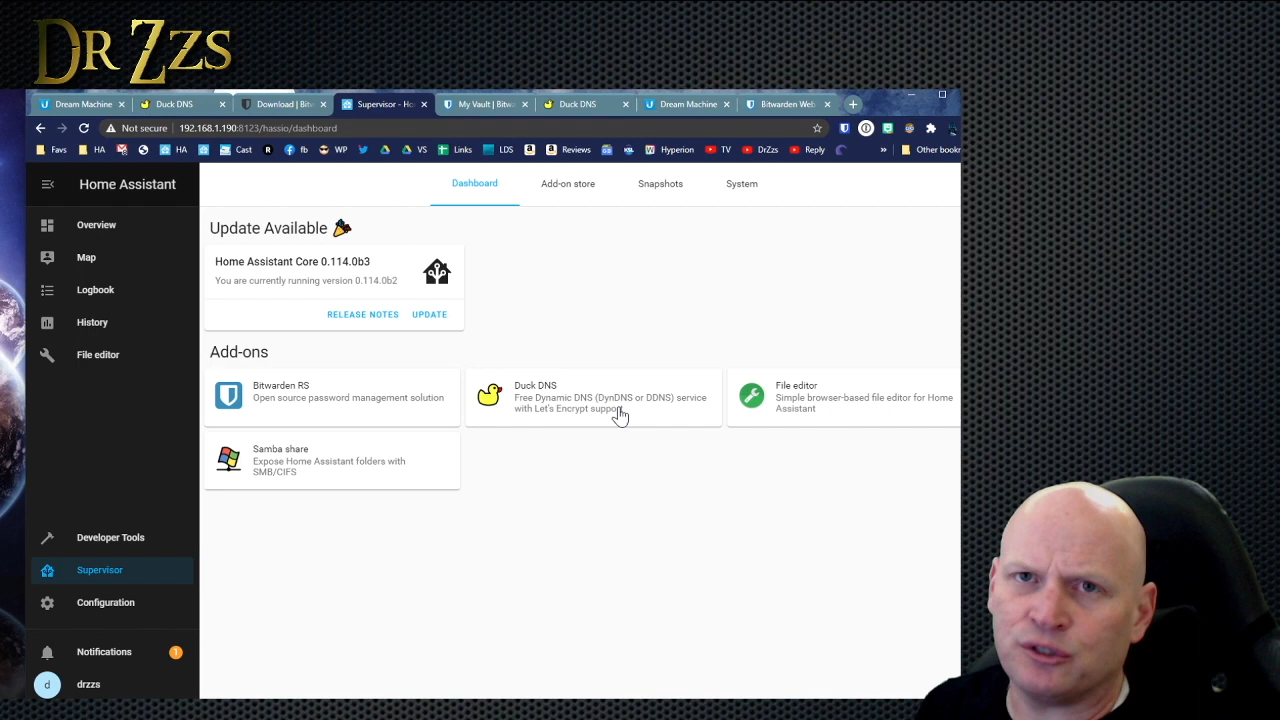 DR ZZS
Dream Machine
Duck DNS
Download | Bitw
Supervisor - Ho
My Vault | Bitwa
Duck DNS
Dream Machine
Bitwarden Web
Not secure
192.168.1.190:8123/hassio/dashboard
Favs
HA
HA
Cast
fb
WP
VS
Links
LDS
Reviews
Hyperion
TV
DrZzs
Reply
Other bookr
Home Assistant
Dashboard
Add-on store
Snapshots
System
Overview
Map
Logbook
History
File editor
Update Available
Home Assistant Core 0.114.0b3
You are currently running version 0.114.0b2
RELEASE NOTES
UPDATE
Add-ons
Bitwarden RS
Open source password management solution
Duck DNS
Free Dynamic DNS (DynDNS or DDNS) service
with Let's Encrypt support
File editor
Simple browser-based file editor for Home
Assistant
Samba share
Expose Home Assistant folders with
SMB/CIFS
Developer Tools
Supervisor
Configuration
Notifications
1
d
drzzs